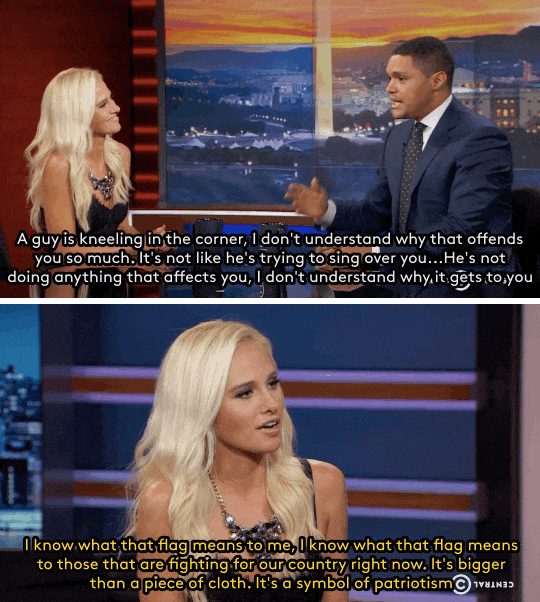 A guy is kneeling in the corner, I don't understand why that offends
you so much. It's not like he's trying to sing over you...He's not
doing anything that affects you, I don't understand why it gets to you
I know what that flag means to me, I know what that flag means
to those that are fighting for our country right now. It's bigger
than a piece of cloth. It's a symbol of patriotism
CENTRAL